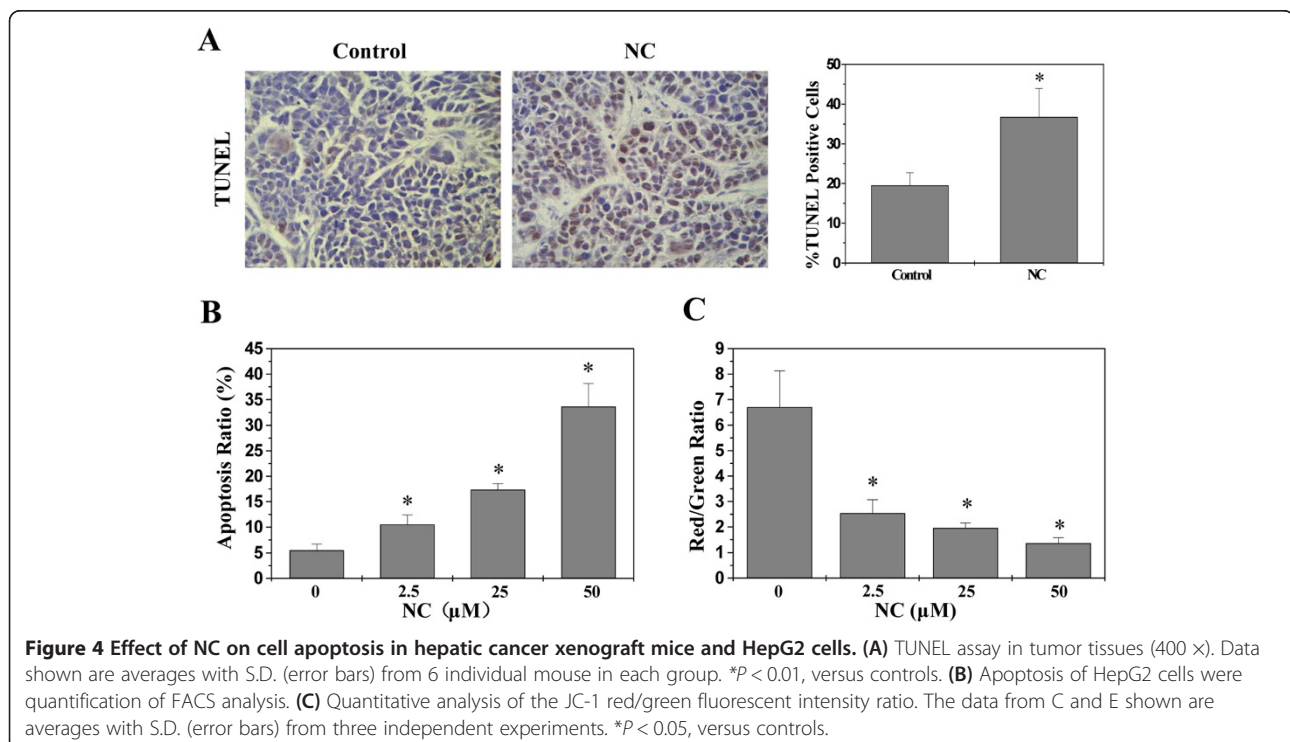 A
Control NC
TUNEL
%TUNEL Positive Cells
50
40
30
20
10
0
*
Control NC
B
Apoptosis Ratio (%)
45
40
35
30
25
20
15
10
5
0
* * *
0 2.5 25 50
NC (μM)
C
Red/Green Ratio
9
8
7
6
5
4
3
2
1
0
* * *
0 2.5 25 50
NC (μM)
Figure 4 Effect of NC on cell apoptosis in hepatic cancer xenograft mice and HepG2 cells. (A) TUNEL assay in tumor tissues (400 ×). Data
shown are averages with S.D. (error bars) from 6 individual mouse in each group. *P < 0.01, versus controls. (B) Apoptosis of HepG2 cells were
quantification of FACS analysis. (C) Quantitative analysis of the JC-1 red/green fluorescent intensity ratio. The data from C and E shown are
averages with S.D. (error bars) from three independent experiments. *P < 0.05, versus controls.